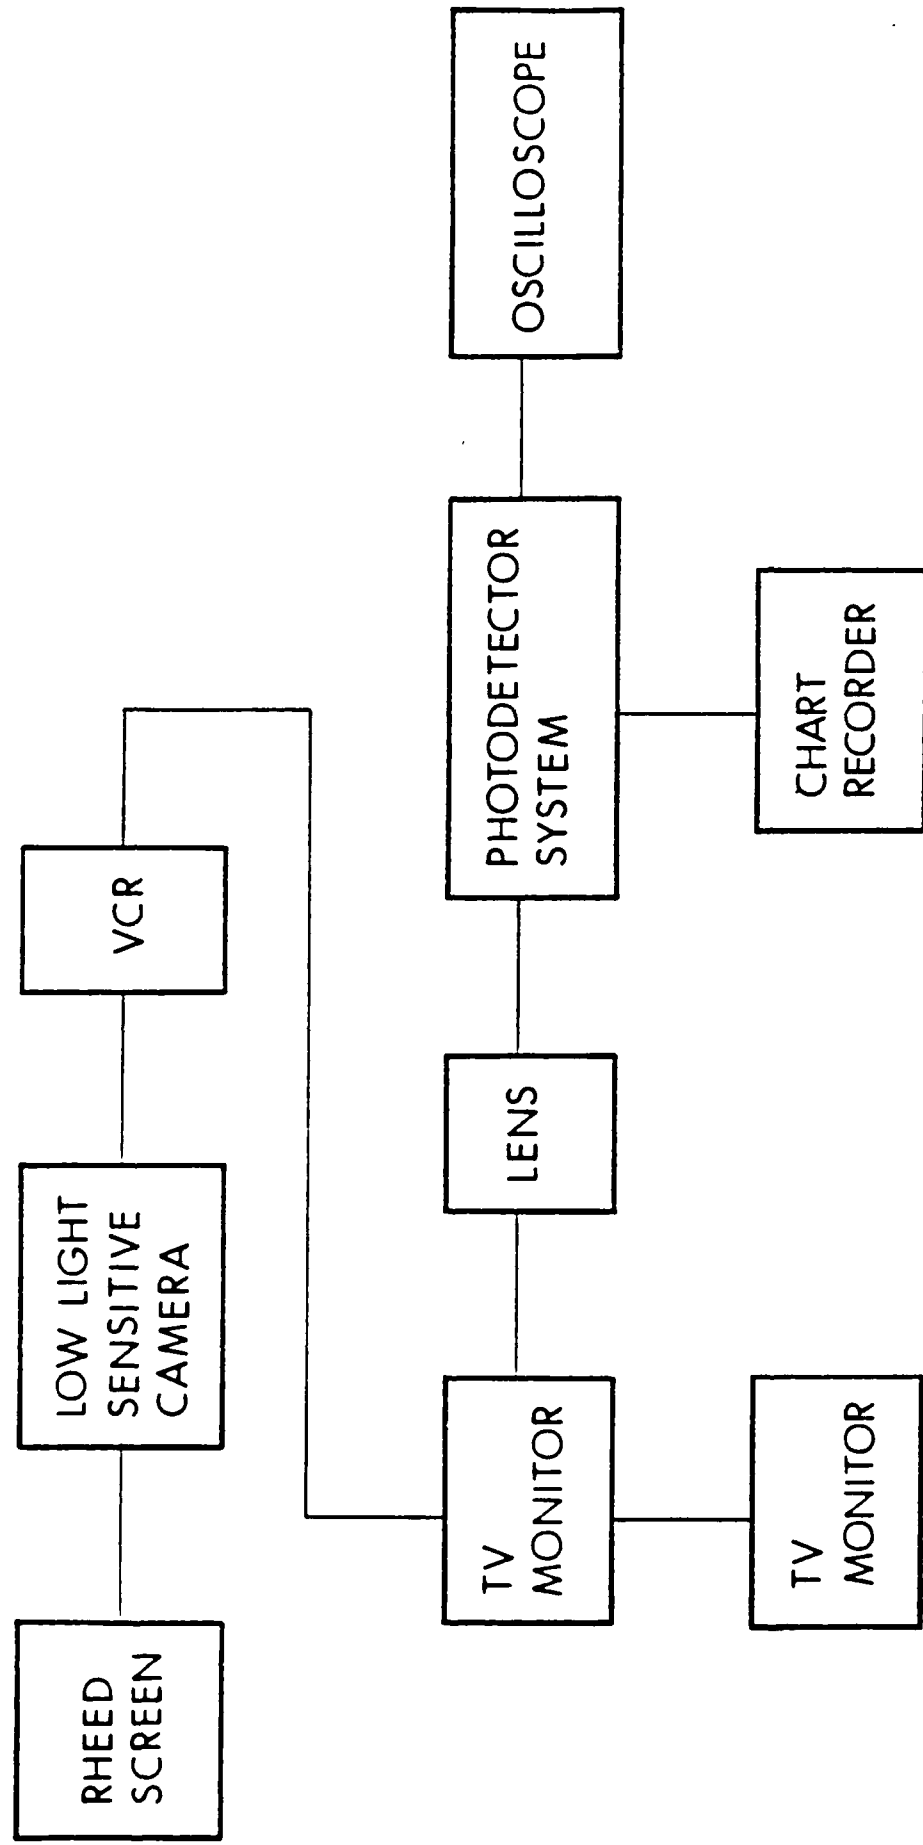 RHEED
SCREEN
LOW LIGHT
SENSITIVE
CAMERA
VCR
TV
MONITOR
LENS
PHOTODETECTOR
SYSTEM
OSCILLOSCOPE
TV
MONITOR
CHART
RECORDER